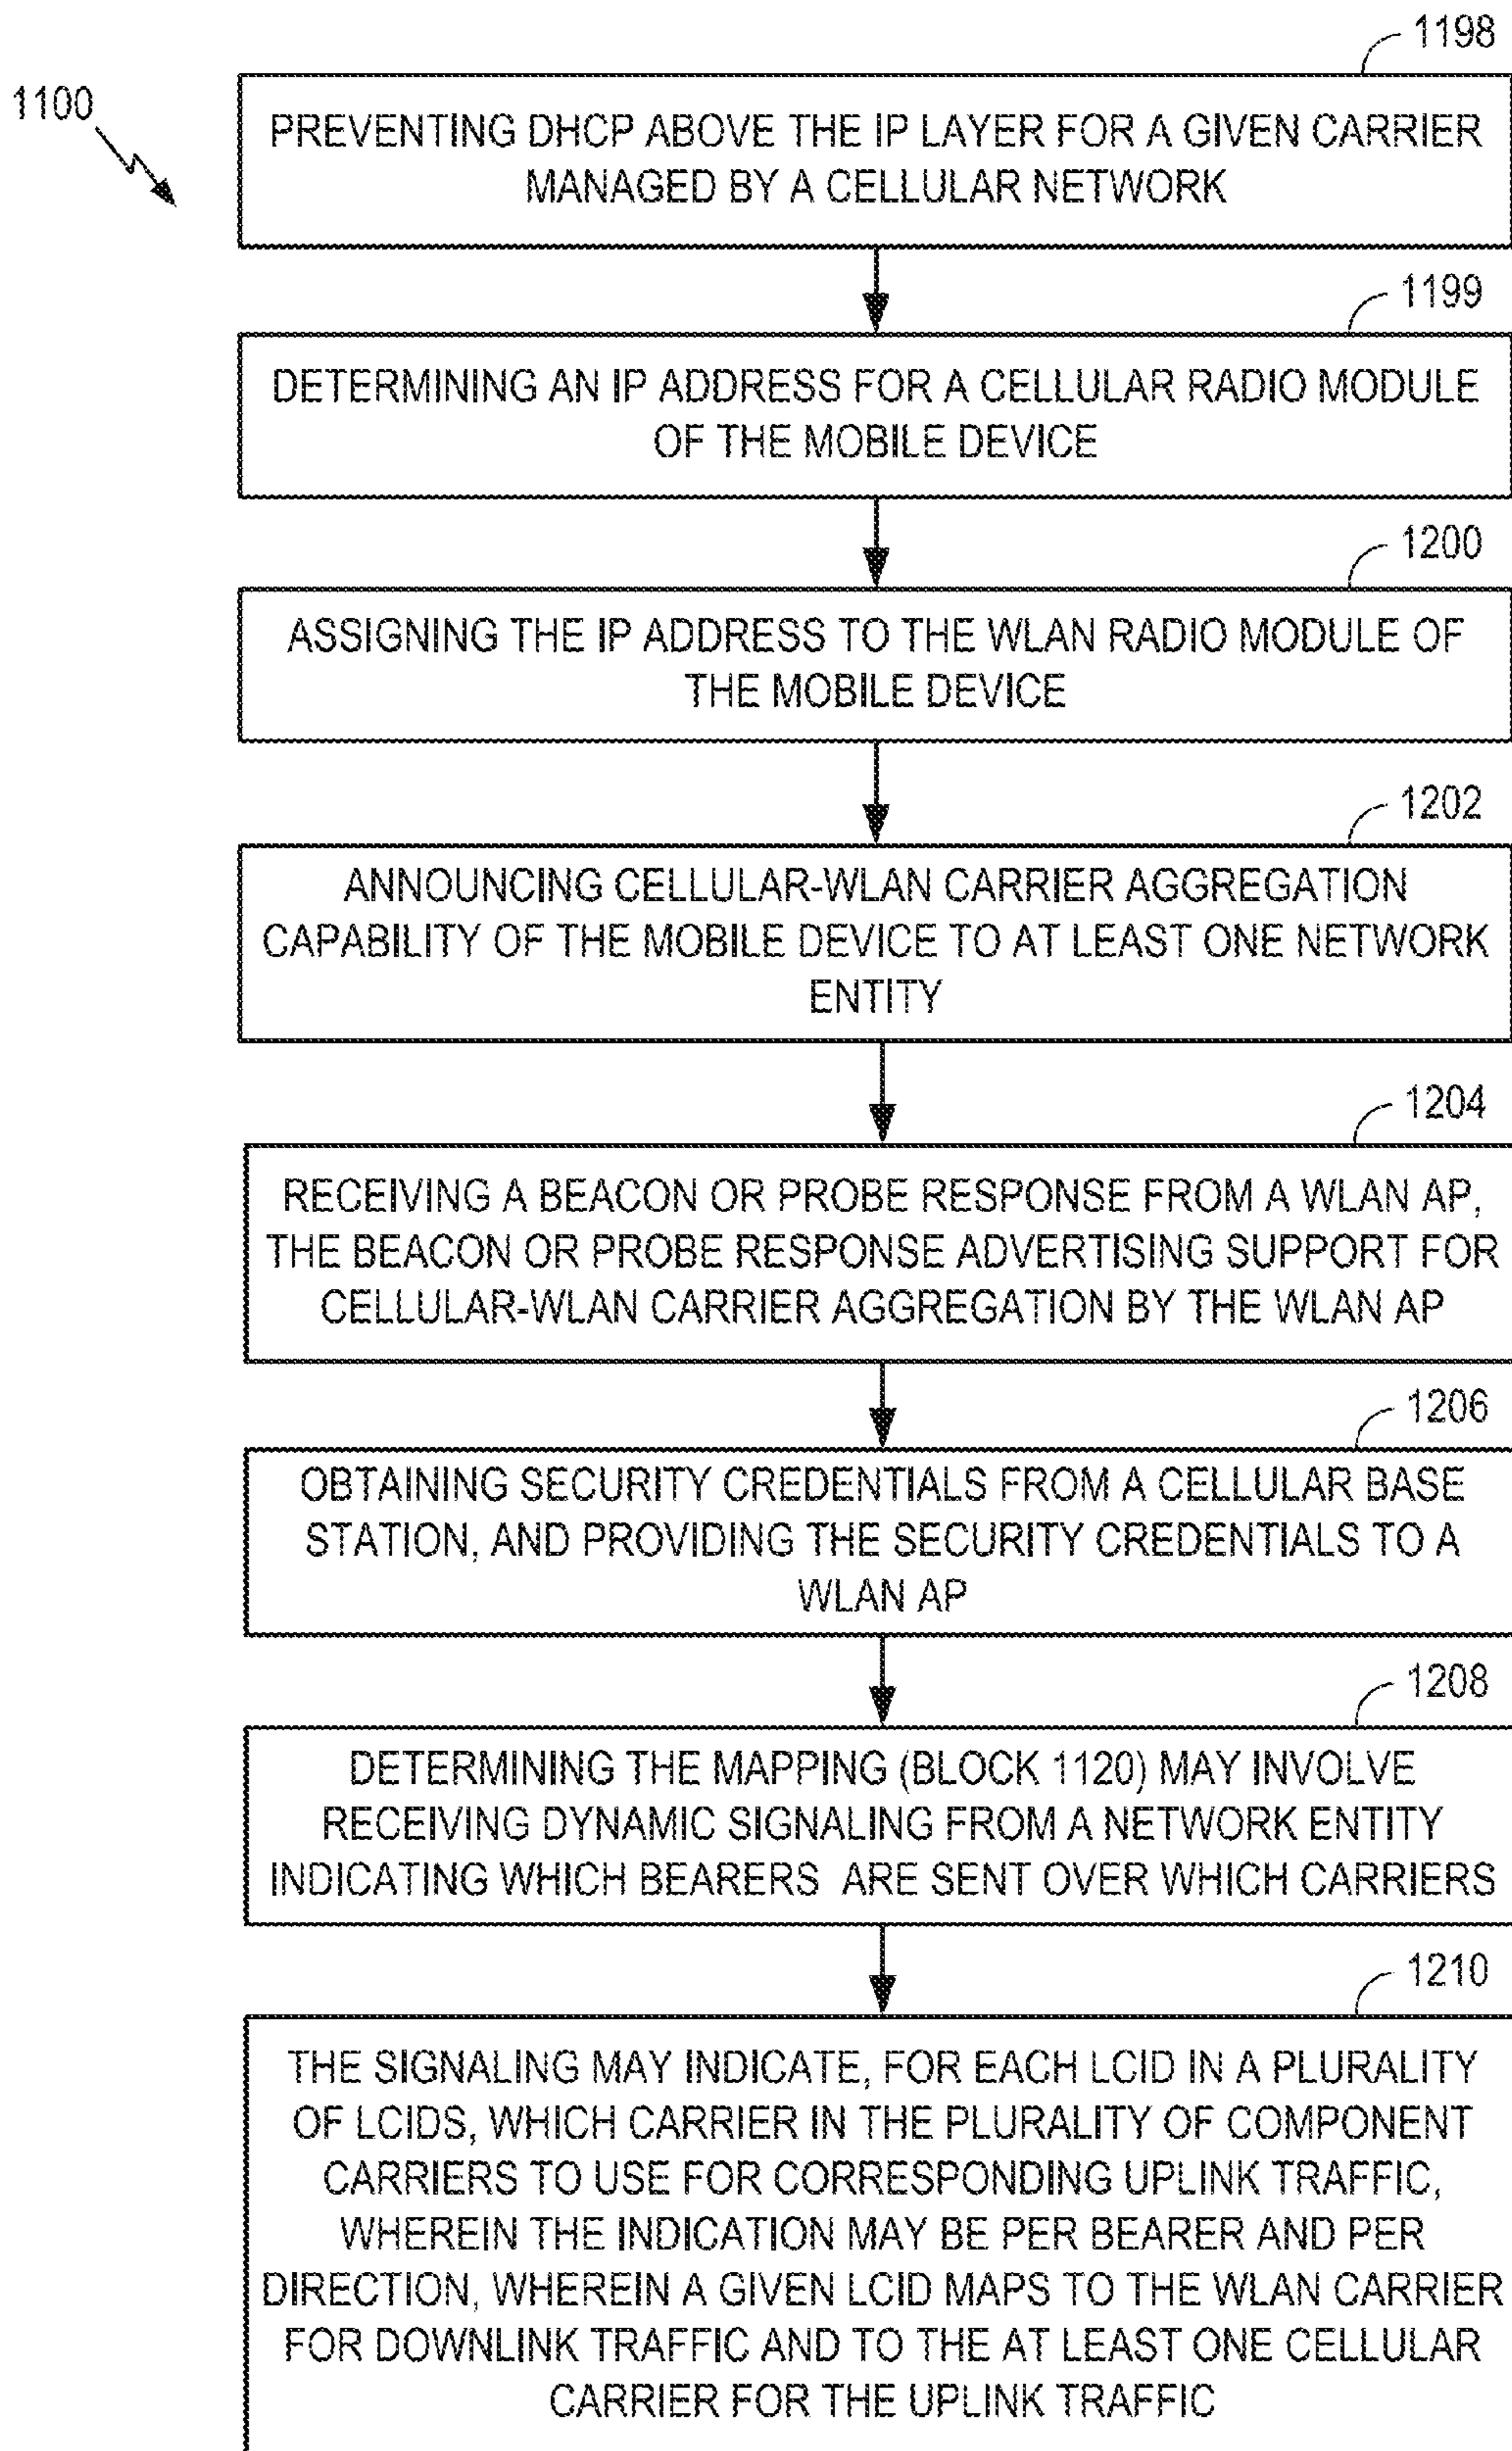 1198
1100
PREVENTING DHCP ABOVE THE IP LAYER FOR A GIVEN CARRIER
MANAGED BY A CELLULAR NETWORK
1199
DETERMINING AN IP ADDRESS FOR A CELLULAR RADIO MODULE
OF THE MOBILE DEVICE
1200
ASSIGNING THE IP ADDRESS TO THE WLAN RADIO MODULE OF
THE MOBILE DEVICE
1202
ANNOUNCING CELLULAR-WLAN CARRIER AGGREGATION
CAPABILITY OF THE MOBILE DEVICE TO AT LEAST ONE NETWORK
ENTITY
1204
RECEIVING A BEACON OR PROBE RESPONSE FROM A WLAN AP,
THE BEACON OR PROBE RESPONSE ADVERTISING SUPPORT FOR
CELLULAR-WLAN CARRIER AGGREGATION BY THE WLAN AP
1206
OBTAINING SECURITY CREDENTIALS FROM A CELLULAR BASE
STATION, AND PROVIDING THE SECURITY CREDENTIALS TO A
WLAN AP
1208
DETERMINING THE MAPPING (BLOCK 1120) MAY INVOLVE
RECEIVING DYNAMIC SIGNALING FROM A NETWORK ENTITY
INDICATING WHICH BEARERS ARE SENT OVER WHICH CARRIERS
1210
THE SIGNALING MAY INDICATE, FOR EACH LCID IN A PLURALITY
OF LCIDS, WHICH CARRIER IN THE PLURALITY OF COMPONENT
CARRIERS TO USE FOR CORRESPONDING UPLINK TRAFFIC,
WHEREIN THE INDICATION MAY BE PER BEARER AND PER
DIRECTION, WHEREIN A GIVEN LCID MAPS TO THE WLAN CARRIER
FOR DOWNLINK TRAFFIC AND TO THE AT LEAST ONE CELLULAR
CARRIER FOR THE UPLINK TRAFFIC